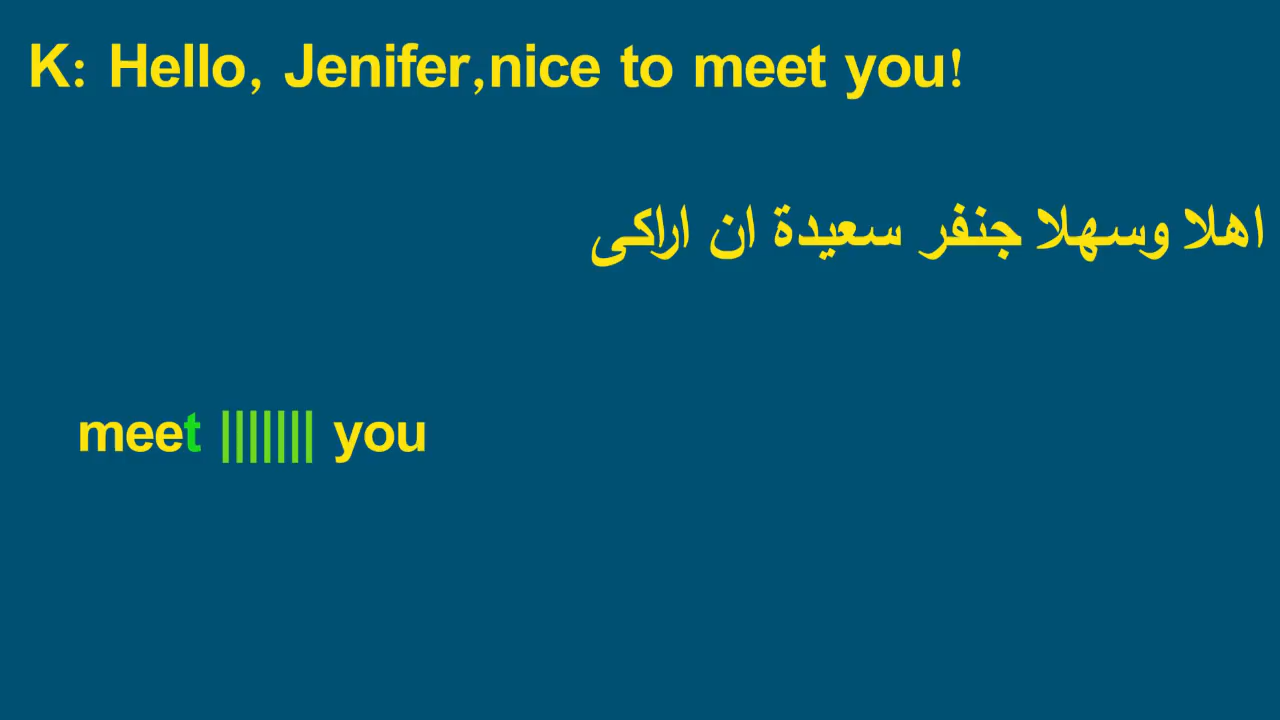 K: Hello, Jenifer,nice to meet you!
اهلا وسهلا جنفر سعيدة ان اراكى
meet ||||||| you